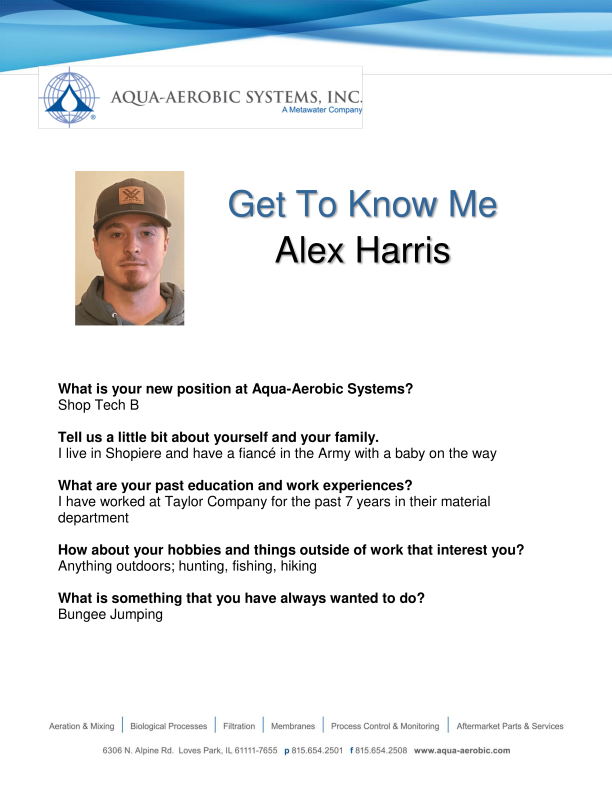 AQUA-AEROBIC SYSTEMS, INC.
A Metawater Company
®
Get To Know Me
Alex Harris
What is your new position at Aqua-Aerobic Systems?
Shop Tech B
Tell us a little bit about yourself and your family.
I live in Shopiere and have a fiancé in the Army with a baby on the way
What are your past education and work experiences?
I have worked at Taylor Company for the past 7 years in their material
department
How about your hobbies and things outside of work that interest you?
Anything outdoors; hunting, fishing, hiking
What is something that you have always wanted to do?
Bungee Jumping
Aeration & Mixing | Biological Processes | Filtration | Membranes | Process Control & Monitoring | Aftermarket Parts & Services
6306 N. Alpine Rd. Loves Park, IL 61111-7655 p 815.654.2501 f 815.654.2508 www.aqua-aerobic.com